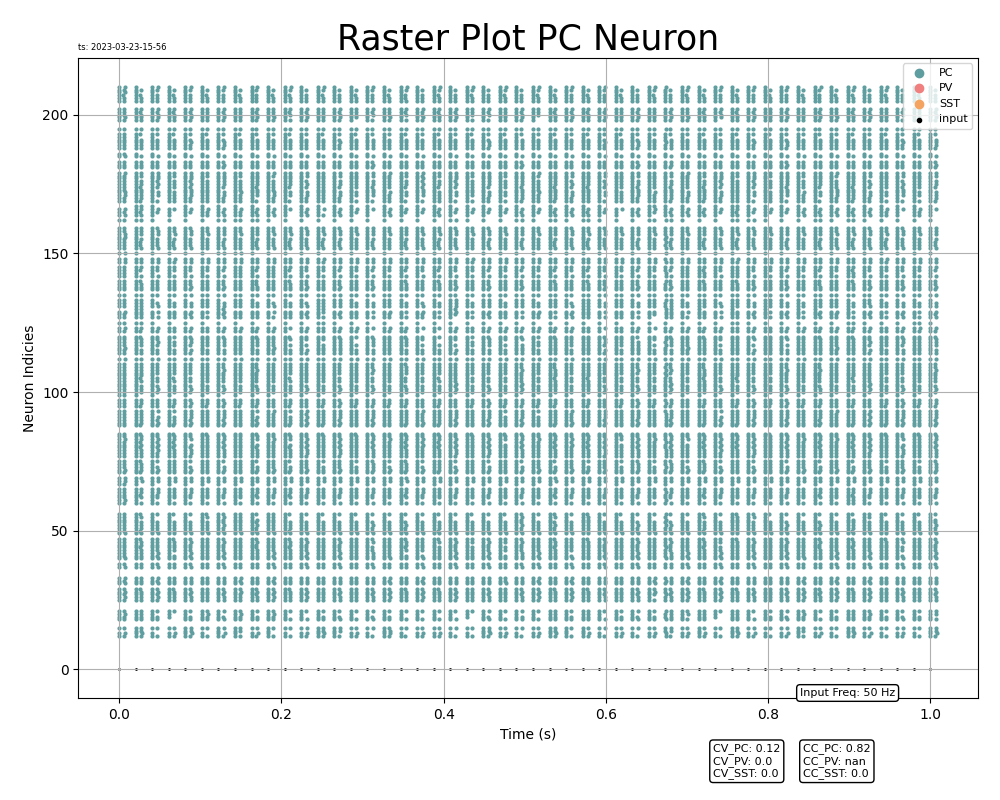 Raster Plot PC Neuron
ts: 2023-03-23-15-56
PC
PV
SST
input
200
150
100
50
0
Neuron Indicies
0.0 0.2 0.4 0.6 0.8 1.0
Time (s)
Input Freq: 50 Hz
CV_PC: 0.12
CV_PV: 0.0
CV_SST: 0.0
CC_PC: 0.82
CC_PV: nan
CC_SST: 0.0